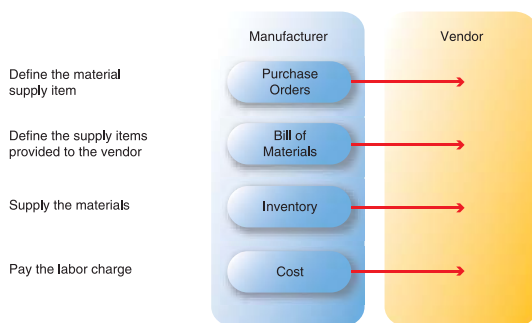 Manufacturer
Vendor
Define the material
supply item
Purchase
Orders
Define the supply items
provided to the vendor
Bill of
Materials
Supply the materials
Inventory
Pay the labor charge
Cost